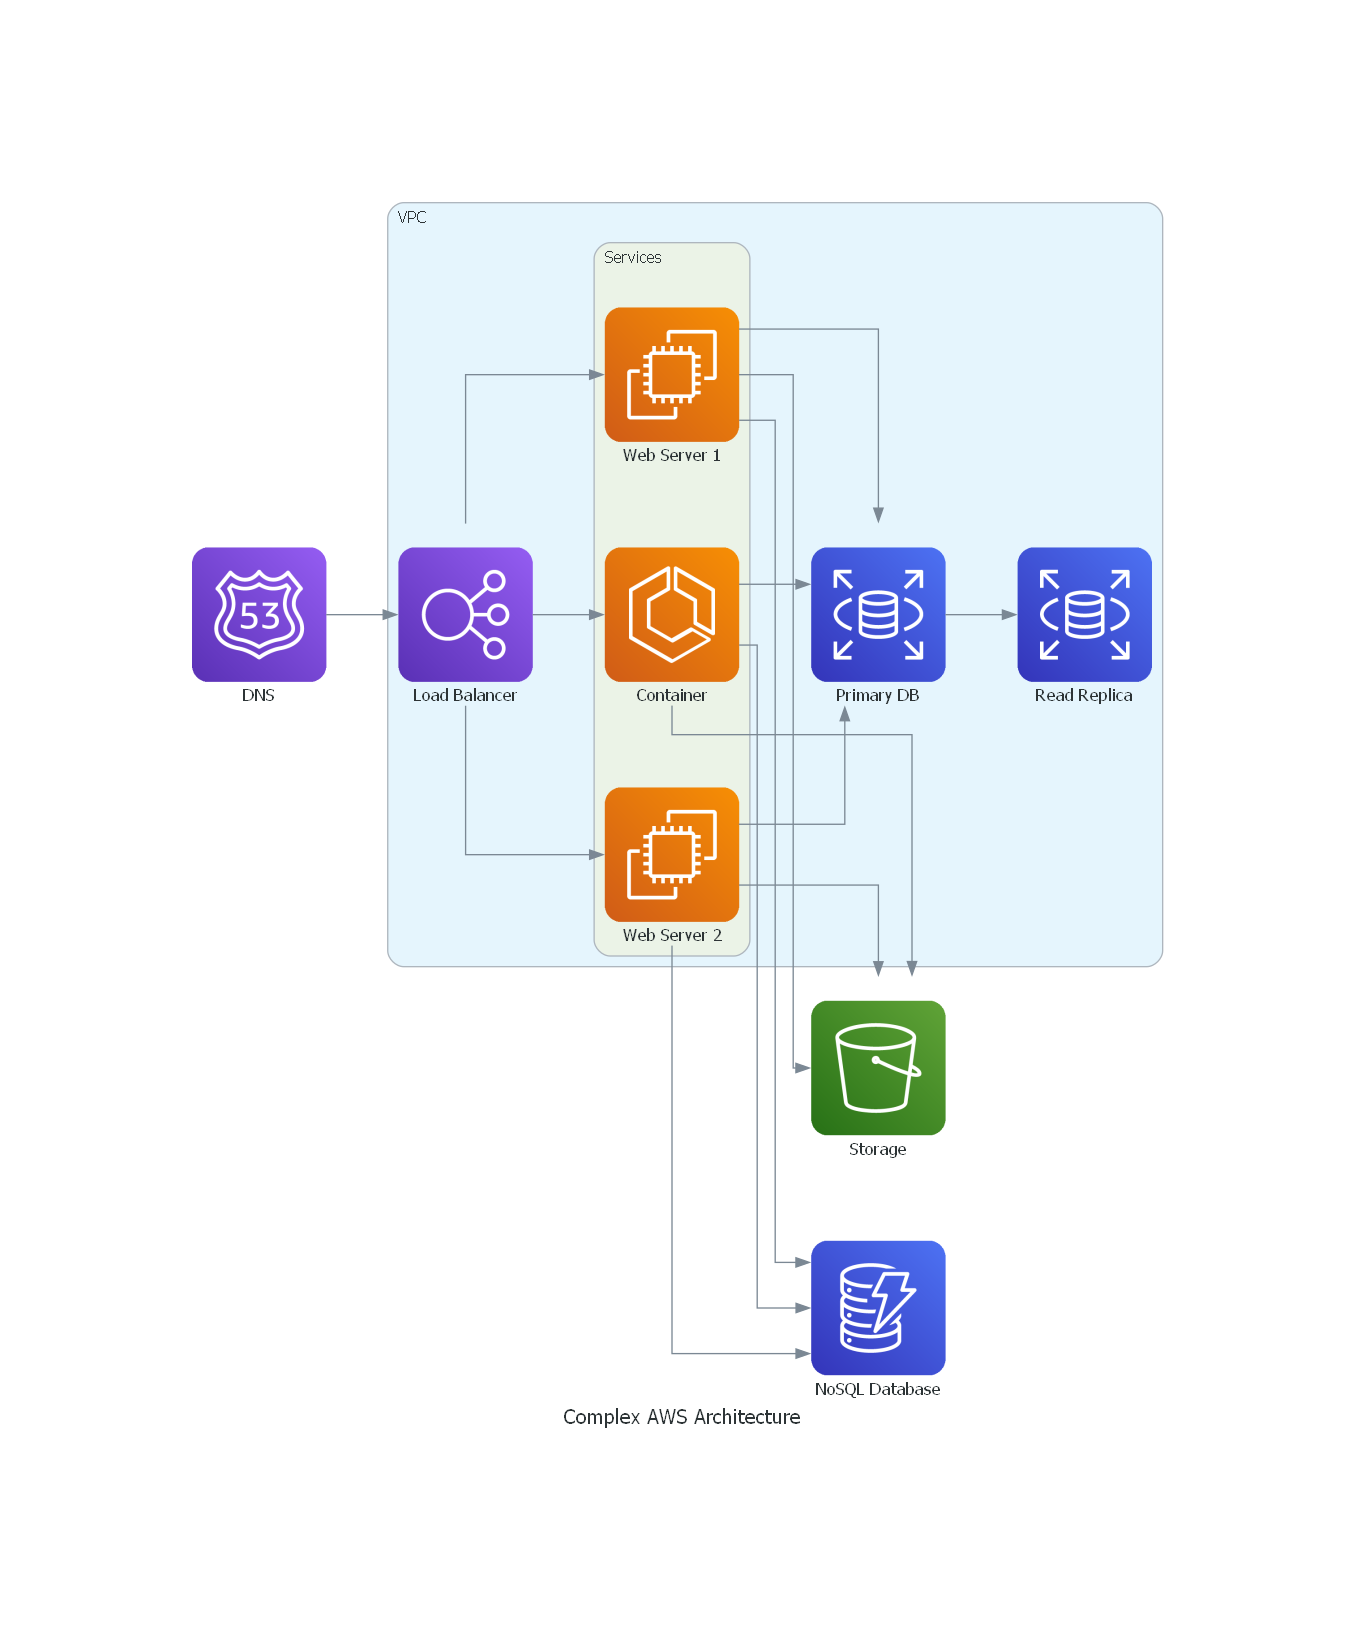 VPC
Services
Web Server 1
53
DNS
Load Balancer
Container
Primary DB
Read Replica
Web Server 2
Storage
NoSQL Database
Complex AWS Architecture